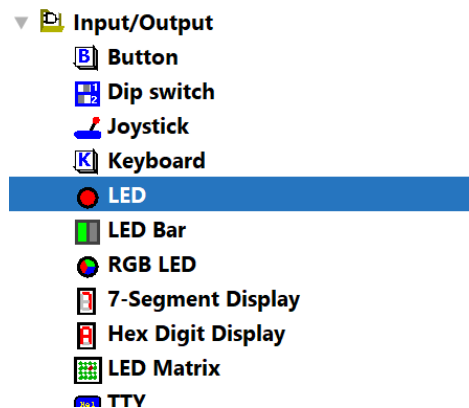 Input/Output
Button
Dip switch
Joystick
Keyboard
LED
LED Bar
RGB LED
7-Segment Display
Hex Digit Display
LED Matrix
TTY